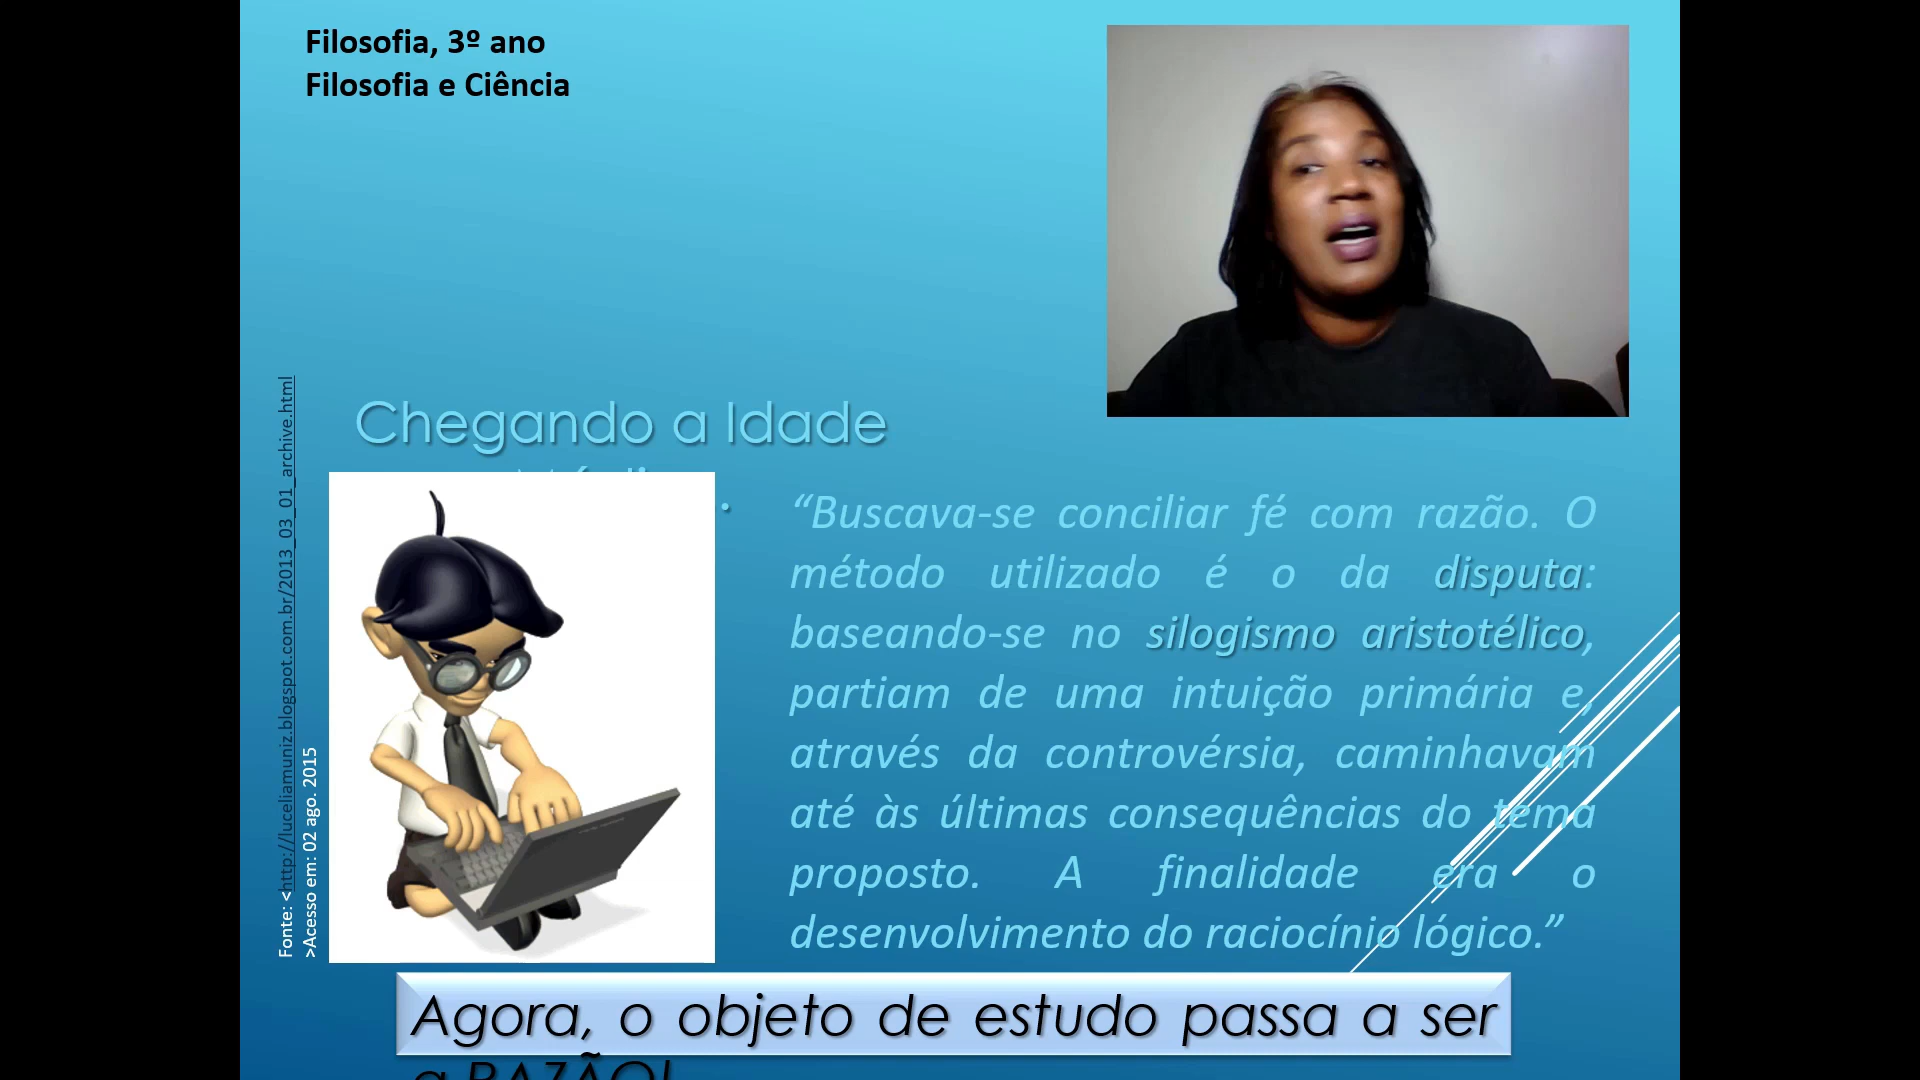 Filosofia, 3º ano
Filosofia e Ciência
Chegando a Idade
“Buscava-se conciliar fé com razão. O
método utilizado é o da disputa:
baseando-se no silogismo aristotélico,
partiam de uma intuição primária e,
através da controvérsia, caminhavam
até às últimas consequências do tema
proposto. A finalidade era o
desenvolvimento do raciocínio lógico.”
Fonte: <http://luceliamuniz.blogspot.com.br/2013_03_01_archive.html
>Acesso em: 02 ago. 2015
Agora, o objeto de estudo passa a ser
a RAZÃO!